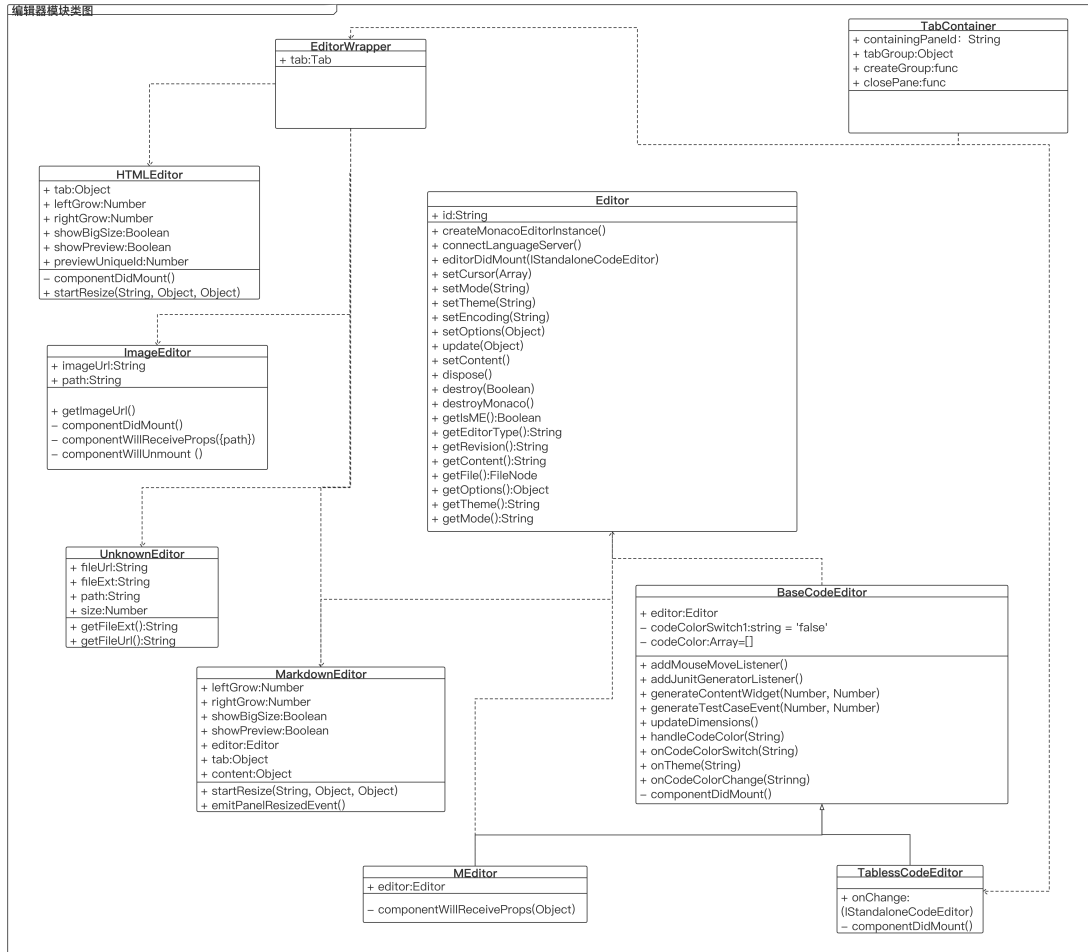 编辑器模块类图
EditorWrapper
+ tab:Tab
TabContainer
+ containingPaneId：String
+ tabGroup:Object
+ createGroup:func
+ closePane:func
HTMLEditor
+ tab:Object
+ leftGrow:Number
+ rightGrow:Number
+ showBigSize:Boolean
+ showPreview:Boolean
+ previewUniqueId:Number
− componentDidMount()
+ startResize(String, Object, Object)
Editor
+ id:String
+ createMonacoEditorInstance()
+ connectLanguageServer()
+ editorDidMount(IStandaloneCodeEditor)
+ setCursor(Array)
+ setMode(String)
+ setTheme(String)
+ setEncoding(String)
+ setOptions(Object)
+ update(Object)
+ setContent()
+ dispose()
+ destroy(Boolean)
+ destroyMonaco()
+ getIsME():Boolean
+ getEditorType():String
+ getRevision():String
+ getContent():String
+ getFile():FileNode
+ getOptions():Object
+ getTheme():String
+ getMode():String
ImageEditor
+ imageUrl:String
+ path:String
+ getImageUrl()
− componentDidMount()
− componentWillReceiveProps({path})
− componentWillUnmount ()
UnknownEditor
+ fileUrl:String
+ fileExt:String
+ path:String
+ size:Number
+ getFileExt():String
+ getFileUrl():String
BaseCodeEditor
+ editor:Editor
− codeColorSwitch1:string = 'false'
− codeColor:Array=[]
+ addMouseMoveListener()
+ addJunitGeneratorListener()
+ generateContentWidget(Number, Number)
+ generateTestCaseEvent(Number, Number)
+ updateDimensions()
+ handleCodeColor(String)
+ onCodeColorSwitch(String)
+ onTheme(String)
+ onCodeColorChange(Strinng)
− componentDidMount()
MarkdownEditor
+ leftGrow:Number
+ rightGrow:Number
+ showBigSize:Boolean
+ showPreview:Boolean
+ editor:Editor
+ tab:Object
+ content:Object
+ startResize(String, Object, Object)
+ emitPanelResizedEvent()
MEditor
+ editor:Editor
− componentWillReceiveProps(Object)
TablessCodeEditor
+ onChange:
(IStandaloneCodeEditor)
− componentDidMount()